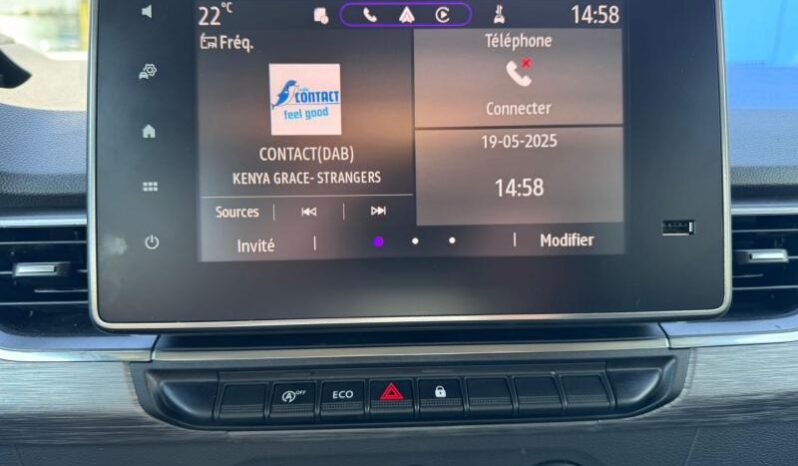 22°C
14:58
Fréq.
CONTACT
feel good
CONTACT(DAB)
KENYA GRACE- STRANGERS
Sources
Invité
Téléphone
Connecter
19-05-2025
14:58
Modifier
OFF
ECO